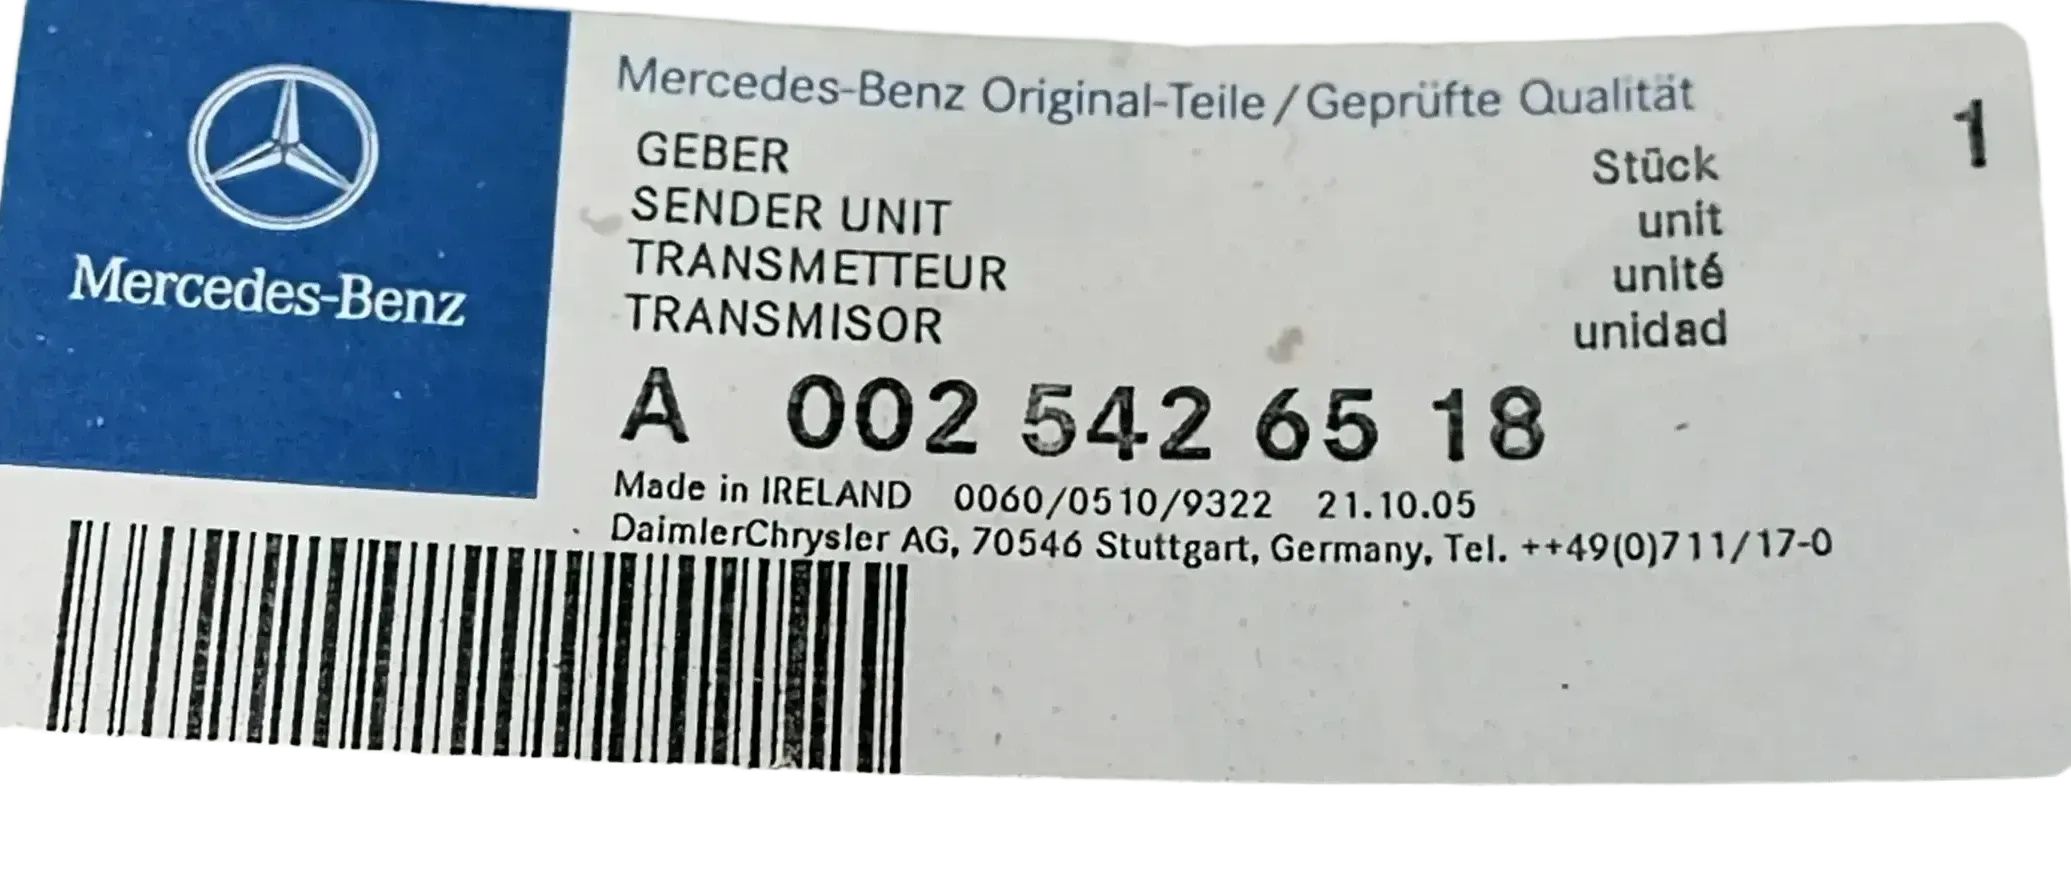 Mercedes-Benz
Mercedes-Benz Original-Teile/Geprüfte Qualität
GEBER Stück 1
SENDER UNIT unit
TRANSMETTEUR unité
TRANSMISOR unidad
A 002 542 65 18
Made in IRELAND 0060/0510/9322 21.10.05
DaimlerChrysler AG, 70546 Stuttgart, Germany, Tel. ++49(0)711/17-0